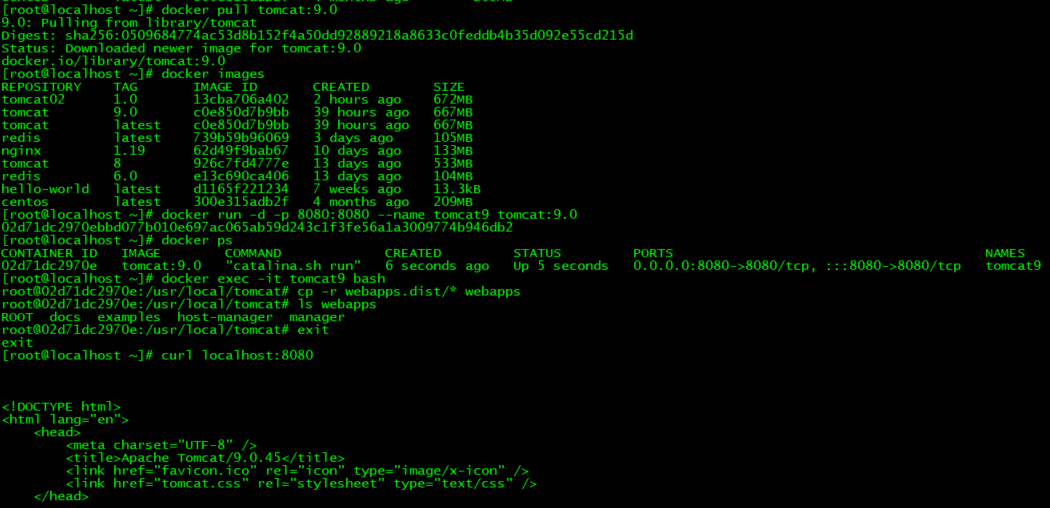 [root@localhost ~]# docker pull tomcat:9.0
9.0: Pulling from library/tomcat
Digest: sha256:0509684774ac53d8b152f4a50dd92889218a8633c0feddb4b35d092e55cd215d
Status: Downloaded newer image for tomcat:9.0
docker.io/library/tomcat:9.0
[root@localhost ~]# docker images
REPOSITORY    TAG       IMAGE ID       CREATED        SIZE
tomcat02      1.0       13cba706a402   2 hours ago    672MB
tomcat        9.0       c0e850d7b9bb   39 hours ago   667MB
tomcat        latest    c0e850d7b9bb   39 hours ago   667MB
redis         latest    739b59b96069   3 days ago     105MB
nginx         1.19      62d49f9bab67   10 days ago    133MB
tomcat        8         926c7fd4777e   13 days ago    533MB
redis         6.0       e13c690ca406   13 days ago    104MB
hello-world   latest    d1165f221234   7 weeks ago    13.3kB
centos        latest    300e315adb2f   4 months ago   209MB
[root@localhost ~]# docker run -d -p 8080:8080 --name tomcat9 tomcat:9.0
02d71dc2970ebbd077b010e697ac065ab59d243c1f3fe56a1a3009774b946db2
[root@localhost ~]# docker ps
CONTAINER ID   IMAGE        COMMAND             CREATED         STATUS         PORTS                                       NAMES
02d71dc2970e   tomcat:9.0   "catalina.sh run"   6 seconds ago   Up 5 seconds   0.0.0.0:8080->8080/tcp, :::8080->8080/tcp   tomcat9
[root@localhost ~]# docker exec -it tomcat9 bash
root@02d71dc2970e:/usr/local/tomcat# cp -r webapps.dist/* webapps
root@02d71dc2970e:/usr/local/tomcat# ls webapps
ROOT  docs  examples  host-manager  manager
root@02d71dc2970e:/usr/local/tomcat# exit
exit
[root@localhost ~]# curl localhost:8080
<!DOCTYPE html>
<html lang="en">
    <head>
        <meta charset="UTF-8" />
        <title>Apache Tomcat/9.0.45</title>
        <link href="favicon.ico" rel="icon" type="image/x-icon" />
        <link href="tomcat.css" rel="stylesheet" type="text/css" />
    </head>